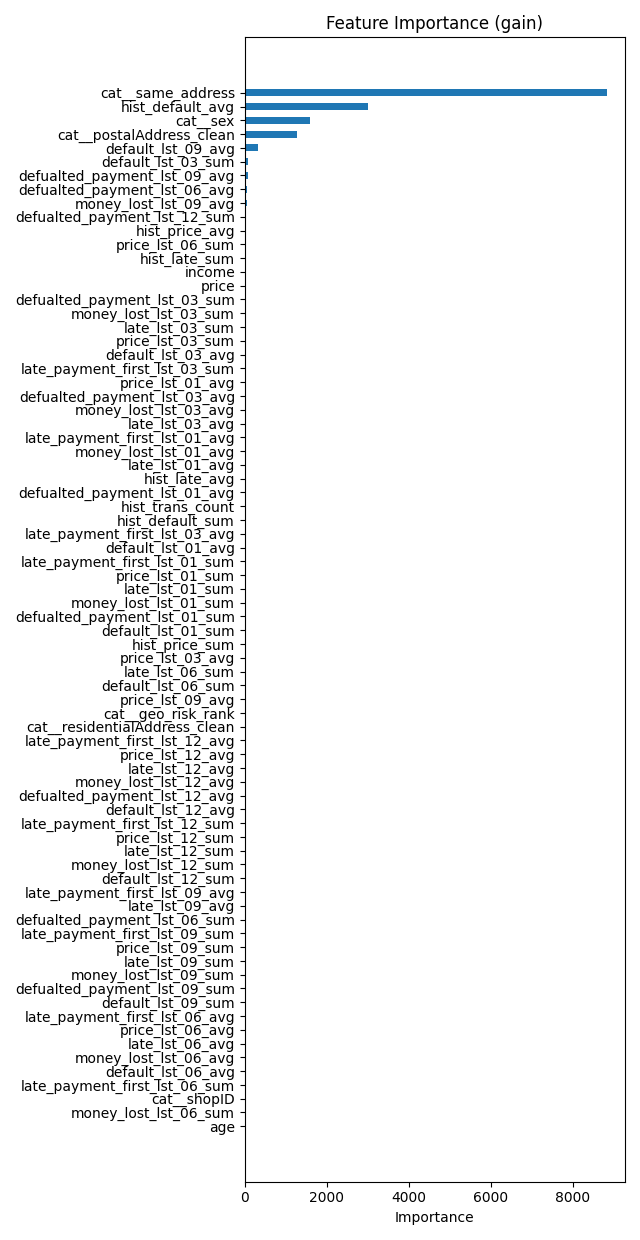 Feature Importance (gain)
cat__same_address
hist_default_avg
cat__sex
cat__postalAddress_clean
default_lst_09_avg
default_lst_03_sum
defualted_payment_lst_09_avg
defualted_payment_lst_06_avg
money_lost_lst_09_avg
defualted_payment_lst_12_sum
hist_price_avg
price_lst_06_sum
hist_late_sum
income
price
defualted_payment_lst_03_sum
money_lost_lst_03_sum
late_lst_03_sum
price_lst_03_sum
default_lst_03_avg
late_payment_first_lst_03_sum
price_lst_01_avg
defualted_payment_lst_03_avg
money_lost_lst_03_avg
late_lst_03_avg
late_payment_first_lst_01_avg
money_lost_lst_01_avg
late_lst_01_avg
hist_late_avg
defualted_payment_lst_01_avg
hist_trans_count
hist_default_sum
late_payment_first_lst_03_avg
default_lst_01_avg
late_payment_first_lst_01_sum
price_lst_01_sum
late_lst_01_sum
money_lost_lst_01_sum
defualted_payment_lst_01_sum
default_lst_01_sum
hist_price_sum
price_lst_03_avg
late_lst_06_sum
default_lst_06_sum
price_lst_09_avg
cat__geo_risk_rank
cat__residentialAddress_clean
late_payment_first_lst_12_avg
price_lst_12_avg
late_lst_12_avg
money_lost_lst_12_avg
defualted_payment_lst_12_avg
default_lst_12_avg
late_payment_first_lst_12_sum
price_lst_12_sum
late_lst_12_sum
money_lost_lst_12_sum
default_lst_12_sum
late_payment_first_lst_09_avg
late_lst_09_avg
defualted_payment_lst_06_sum
late_payment_first_lst_09_sum
price_lst_09_sum
late_lst_09_sum
money_lost_lst_09_sum
defualted_payment_lst_09_sum
default_lst_09_sum
late_payment_first_lst_06_avg
price_lst_06_avg
late_lst_06_avg
money_lost_lst_06_avg
default_lst_06_avg
late_payment_first_lst_06_sum
cat__shopID
money_lost_lst_06_sum
age
0 2000 4000 6000 8000
Importance